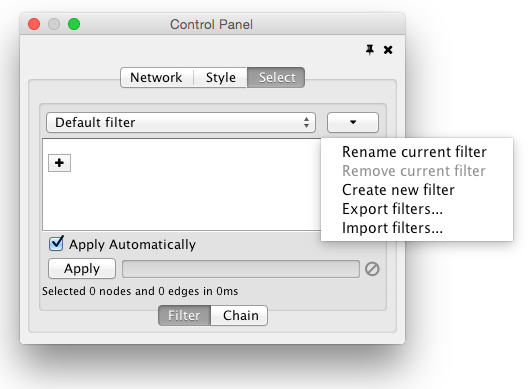 Control Panel
Network Style Select
Default filter
Rename current filter
Remove current filter
Create new filter
Export filters...
Import filters...
Apply Automatically
Apply
Selected 0 nodes and 0 edges in 0ms
Filter Chain